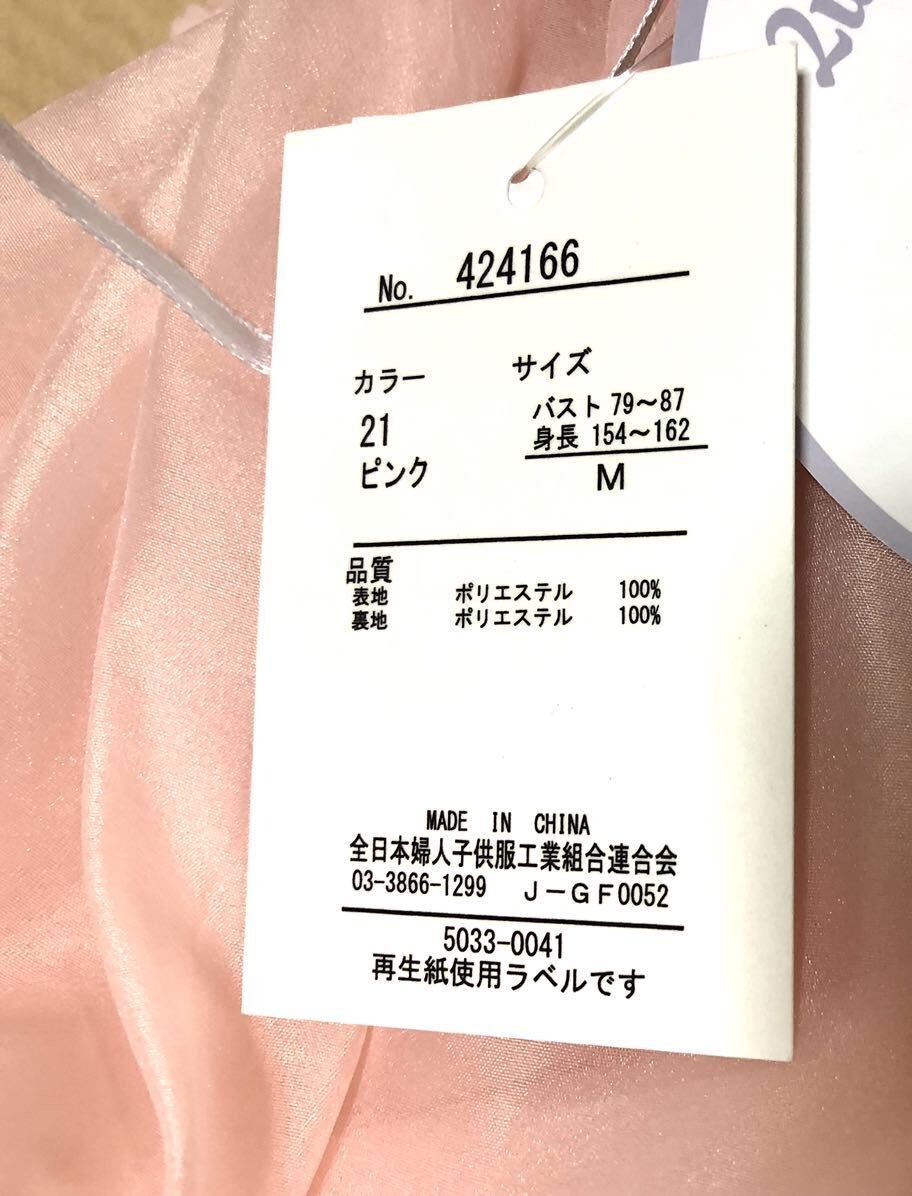 No. 424166
カラー
21
ピンク
サイズ
バスト 79～87
身長 154～162
M
品質
表地 ポリエステル 100%
裏地 ポリエステル 100%
MADE IN CHINA
全日本婦人子供服工業組合連合会
03-3866-1299 J-GF0052
5033-0041
再生紙使用ラベルです